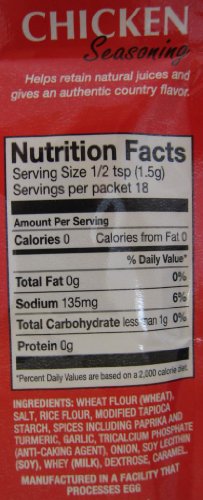 CHICKEN
Seasoning
Helps retain natural juices and
gives an authentic country flavor.
Nutrition Facts
Serving Size 1/2 tsp (1.5g)
Servings per packet 18
Amount Per Serving
Calories 0 Calories from Fat 0
% Daily Value*
Total Fat 0g 0%
Sodium 135mg 6%
Total Carbohydrate less than 1g 0%
Protein 0g
*Percent Daily Values are based on a 2,000 calorie diet.
INGREDIENTS: WHEAT FLOUR (WHEAT),
SALT, RICE FLOUR, MODIFIED TAPIOCA
STARCH, SPICES INCLUDING PAPRIKA AND
TURMERIC, GARLIC, TRICALCIUM PHOSPHATE
(ANTI-CAKING AGENT), ONION, SOY LECITHIN
(SOY), WHEY (MILK), DEXTROSE, CARAMEL.
MANUFACTURED IN A FACILITY THAT
PROCESSES EGG